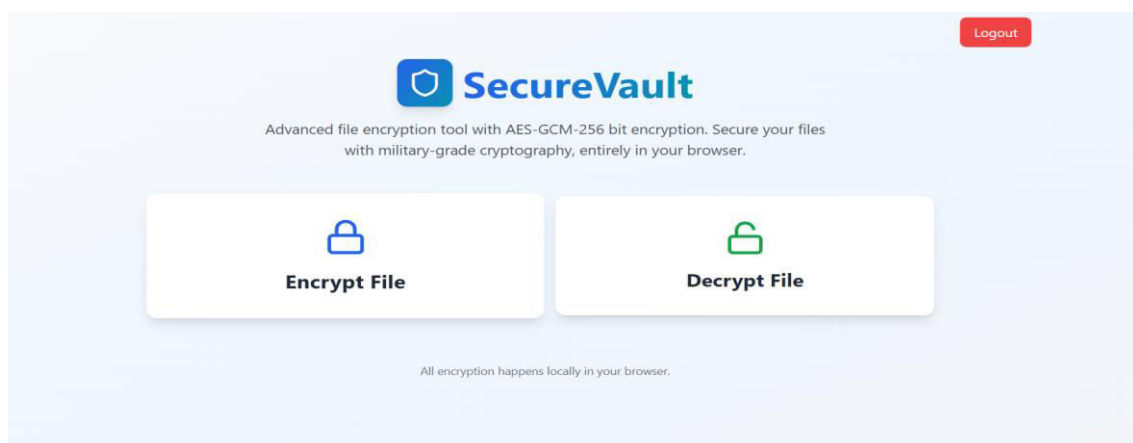 Logout
SecureVault
Advanced file encryption tool with AES-GCM-256 bit encryption. Secure your files
with military-grade cryptography, entirely in your browser.
Encrypt File
Decrypt File
All encryption happens locally in your browser.